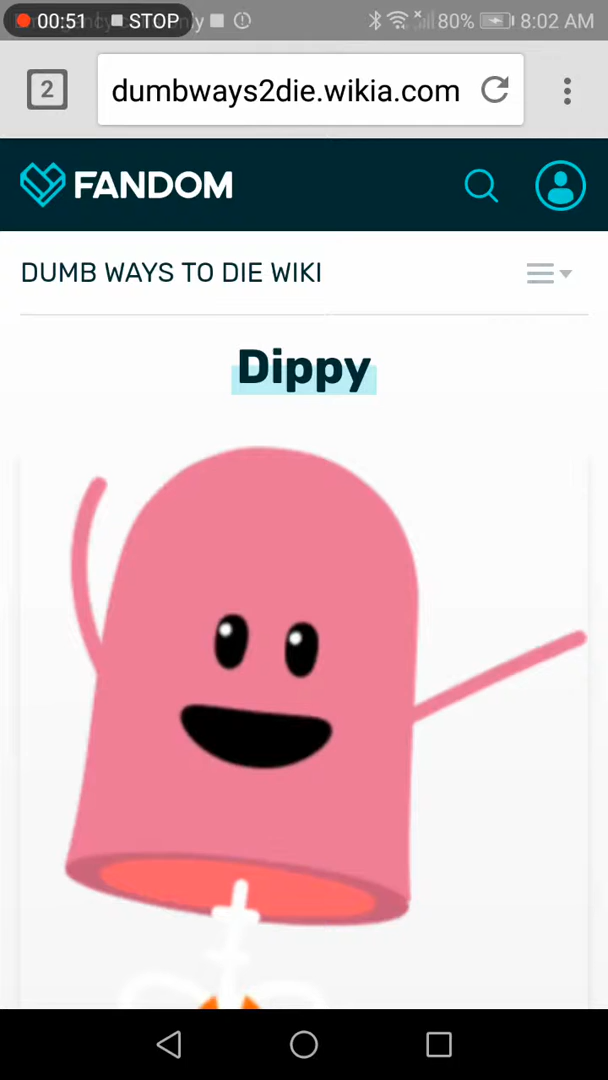 00:51 STOP 80% 8:02 AM
2 dumbways2die.wikia.com
FANDOM
DUMB WAYS TO DIE WIKI
Dippy